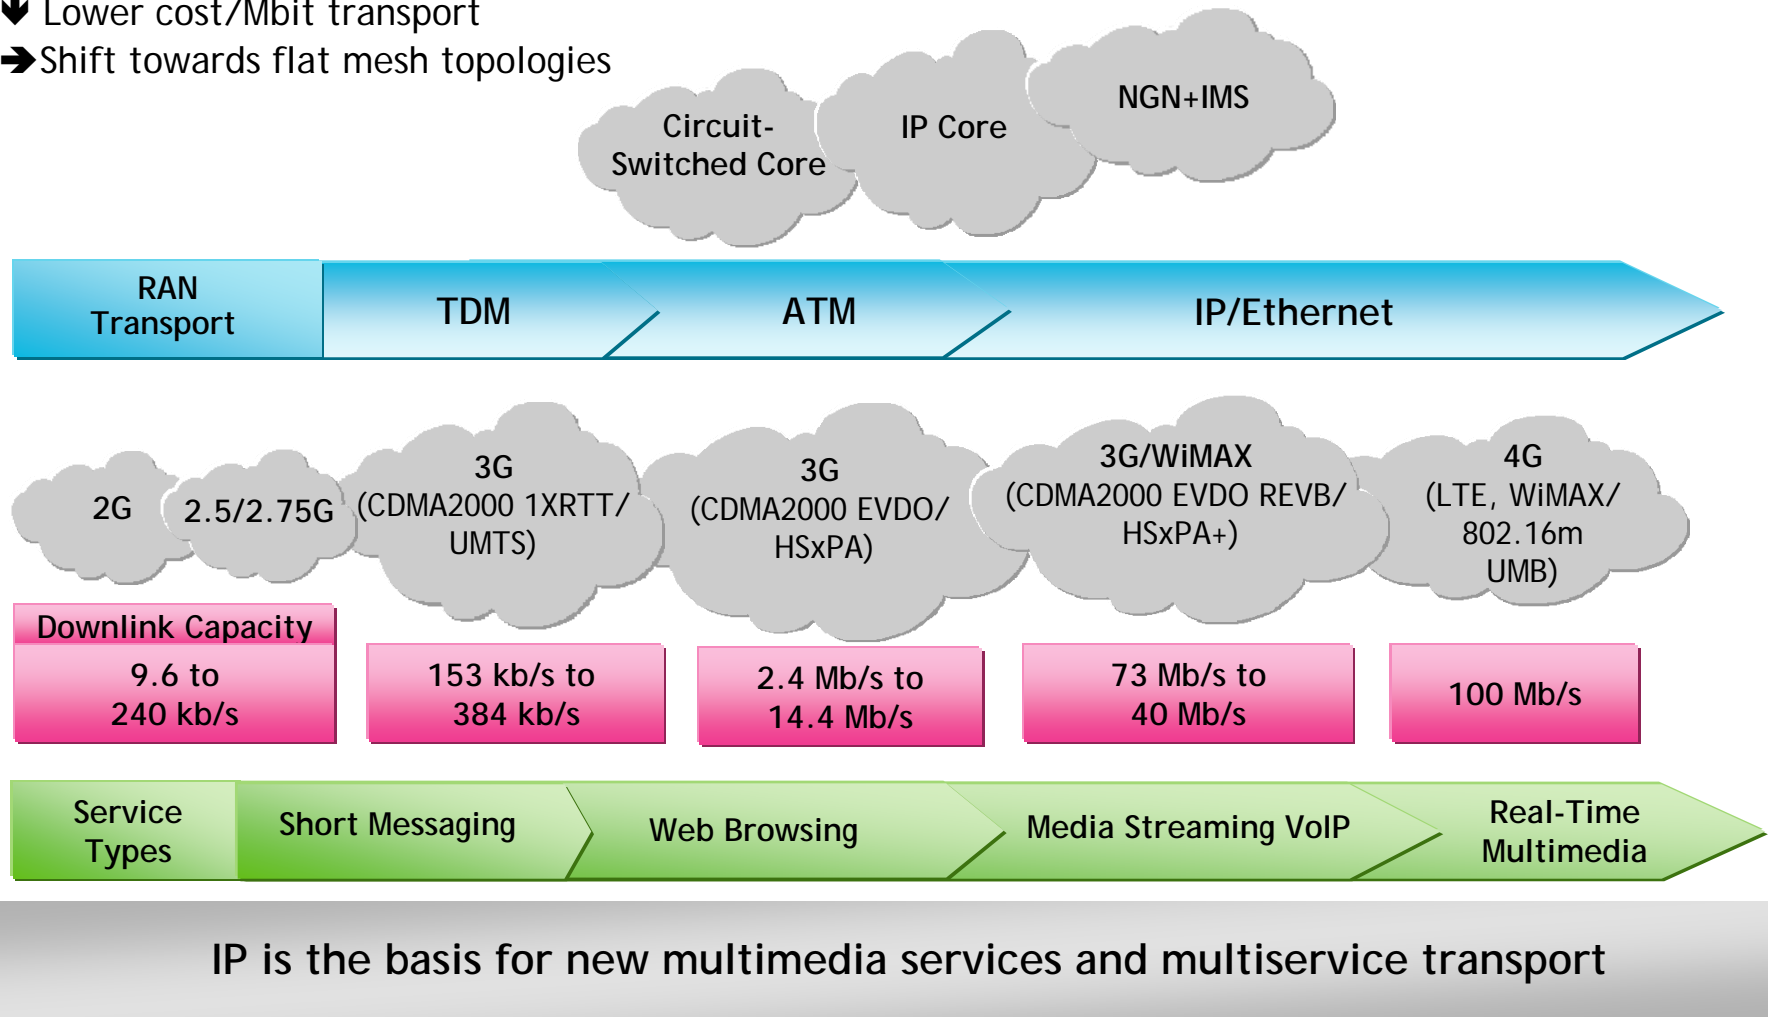 🡻 Lower cost/Mbit transport
➔Shift towards flat mesh topologies
Circuit-
Switched Core
IP Core
NGN+IMS
RAN
Transport
TDM
ATM
IP/Ethernet
2G
2.5/2.75G
3G
(CDMA2000 1XRTT/
UMTS)
3G
(CDMA2000 EVDO/
HSxPA)
3G/WiMAX
(CDMA2000 EVDO REVB/
HSxPA+)
4G
(LTE, WiMAX/
802.16m
UMB)
Downlink Capacity
9.6 to
240 kb/s
153 kb/s to
384 kb/s
2.4 Mb/s to
14.4 Mb/s
73 Mb/s to
40 Mb/s
100 Mb/s
Service
Types
Short Messaging
Web Browsing
Media Streaming VoIP
Real-Time
Multimedia
IP is the basis for new multimedia services and multiservice transport